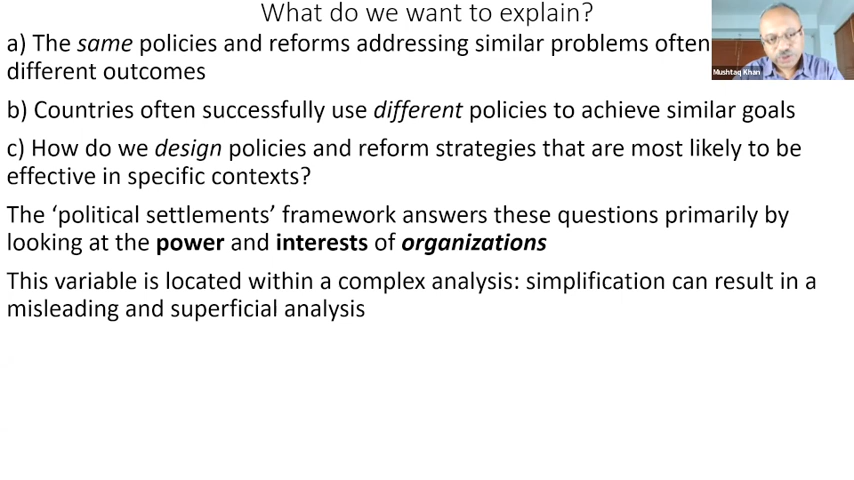 What do we want to explain?
a) The same policies and reforms addressing similar problems often
different outcomes
Mushtaq Khan
b) Countries often successfully use different policies to achieve similar goals
c) How do we design policies and reform strategies that are most likely to be
effective in specific contexts?
The ‘political settlements’ framework answers these questions primarily by
looking at the power and interests of organizations
This variable is located within a complex analysis: simplification can result in a
misleading and superficial analysis